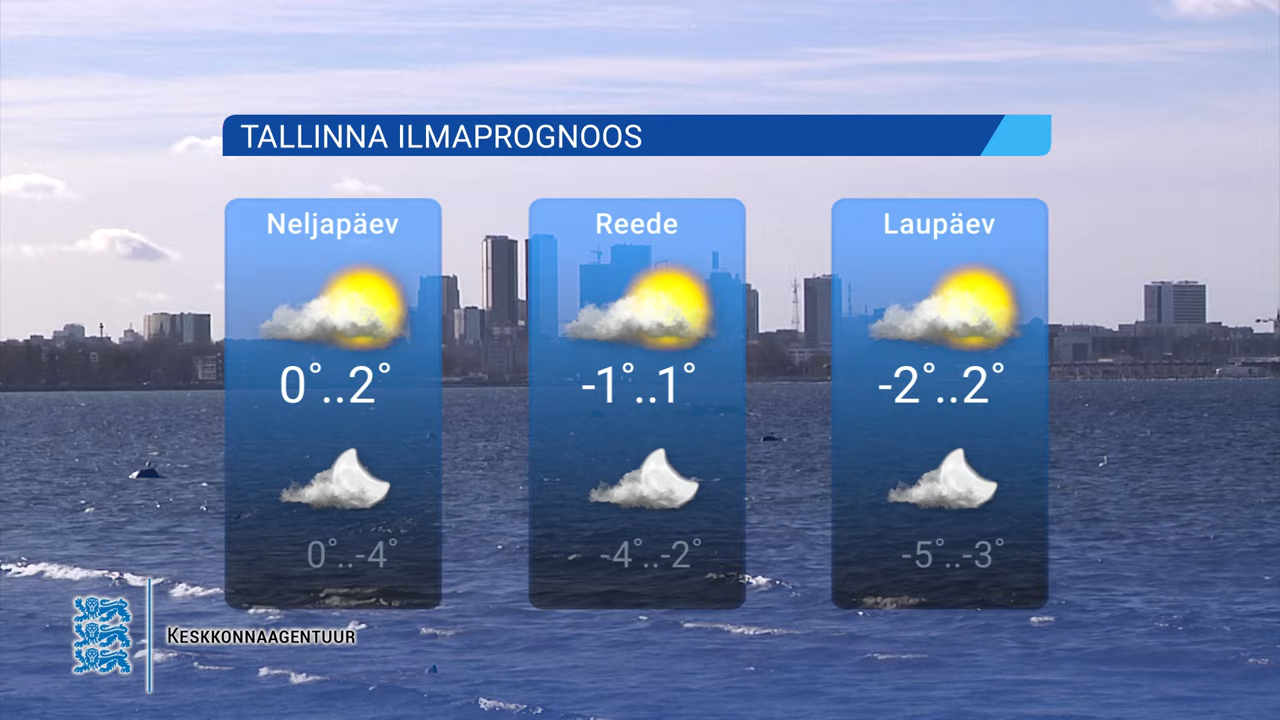 TALLINNA ILMAPROGNOOS
Neljapäev
0°..2°
0°..-4°
Reede
-1°..1°
-4°..-2°
Laupäev
-2°..2°
-5°..-3°
KESKKONNAAGENTUUR